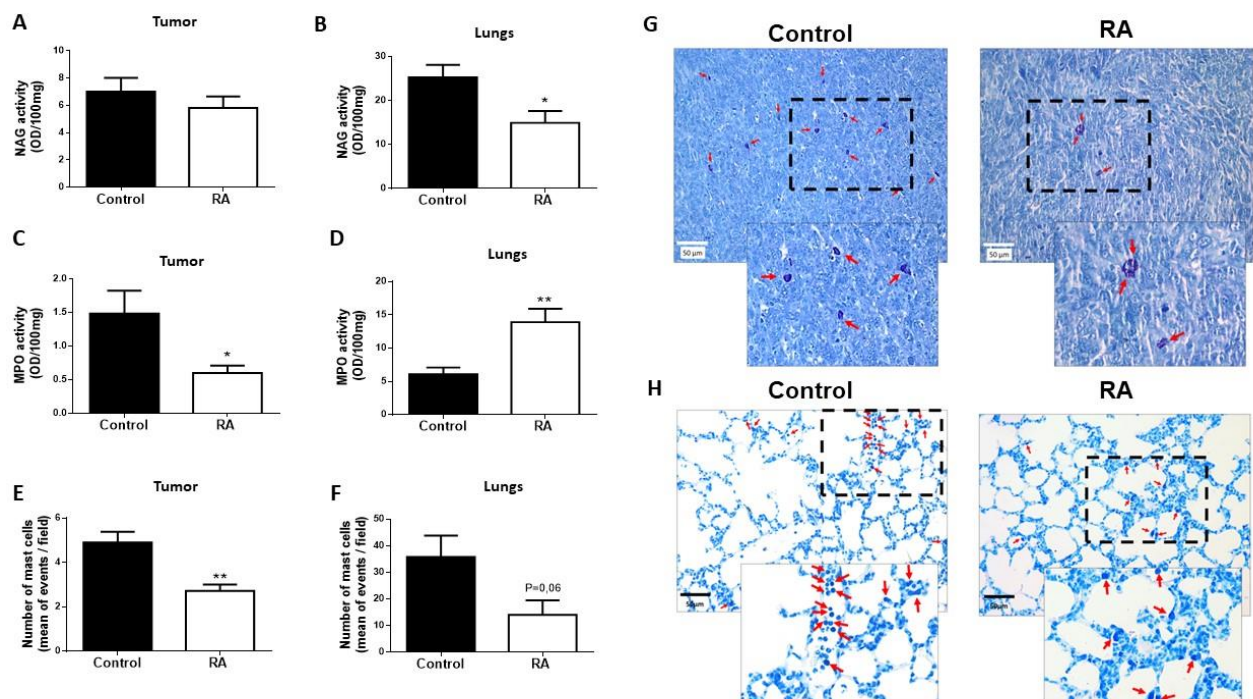 A
Tumor
NAG activity
(OD/100mg)
10
8
6
4
2
0
Control
RA
B
Lungs
NAG activity
(OD/100mg)
30
20
10
0
*
Control
RA
C
Tumor
MPO activity
(OD/100mg)
2.0
1.5
1.0
0.5
0.0
*
Control
RA
D
Lungs
MPO activity
(OD/100mg)
20
15
10
5
0
**
Control
RA
E
Tumor
Number of mast cells
(mean of events / field)
6
4
2
0
**
Control
RA
F
Lungs
Number of mast cells
(mean of events / field)
50
40
30
20
10
0
P=0,06
Control
RA
G
Control
RA
50 µm
50 µm
H
Control
RA
50µm